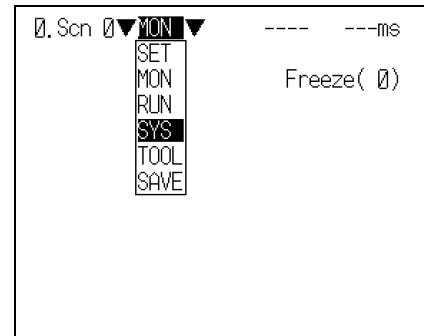 0.Scn 0▼MON ▼ ---- ---ms
SET
MON
Freeze( 0)
RUN
SYS
TOOL
SAVE